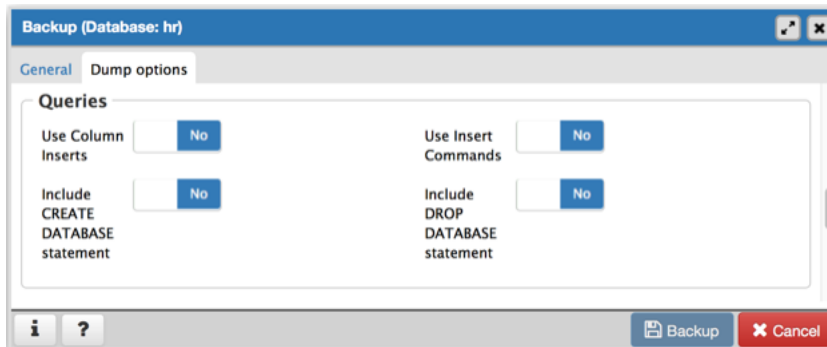 Backup (Database: hr)
General Dump options
Queries
Use Column Inserts No Use Insert Commands No
Include CREATE DATABASE statement No Include DROP DATABASE statement No
i ? Backup Cancel